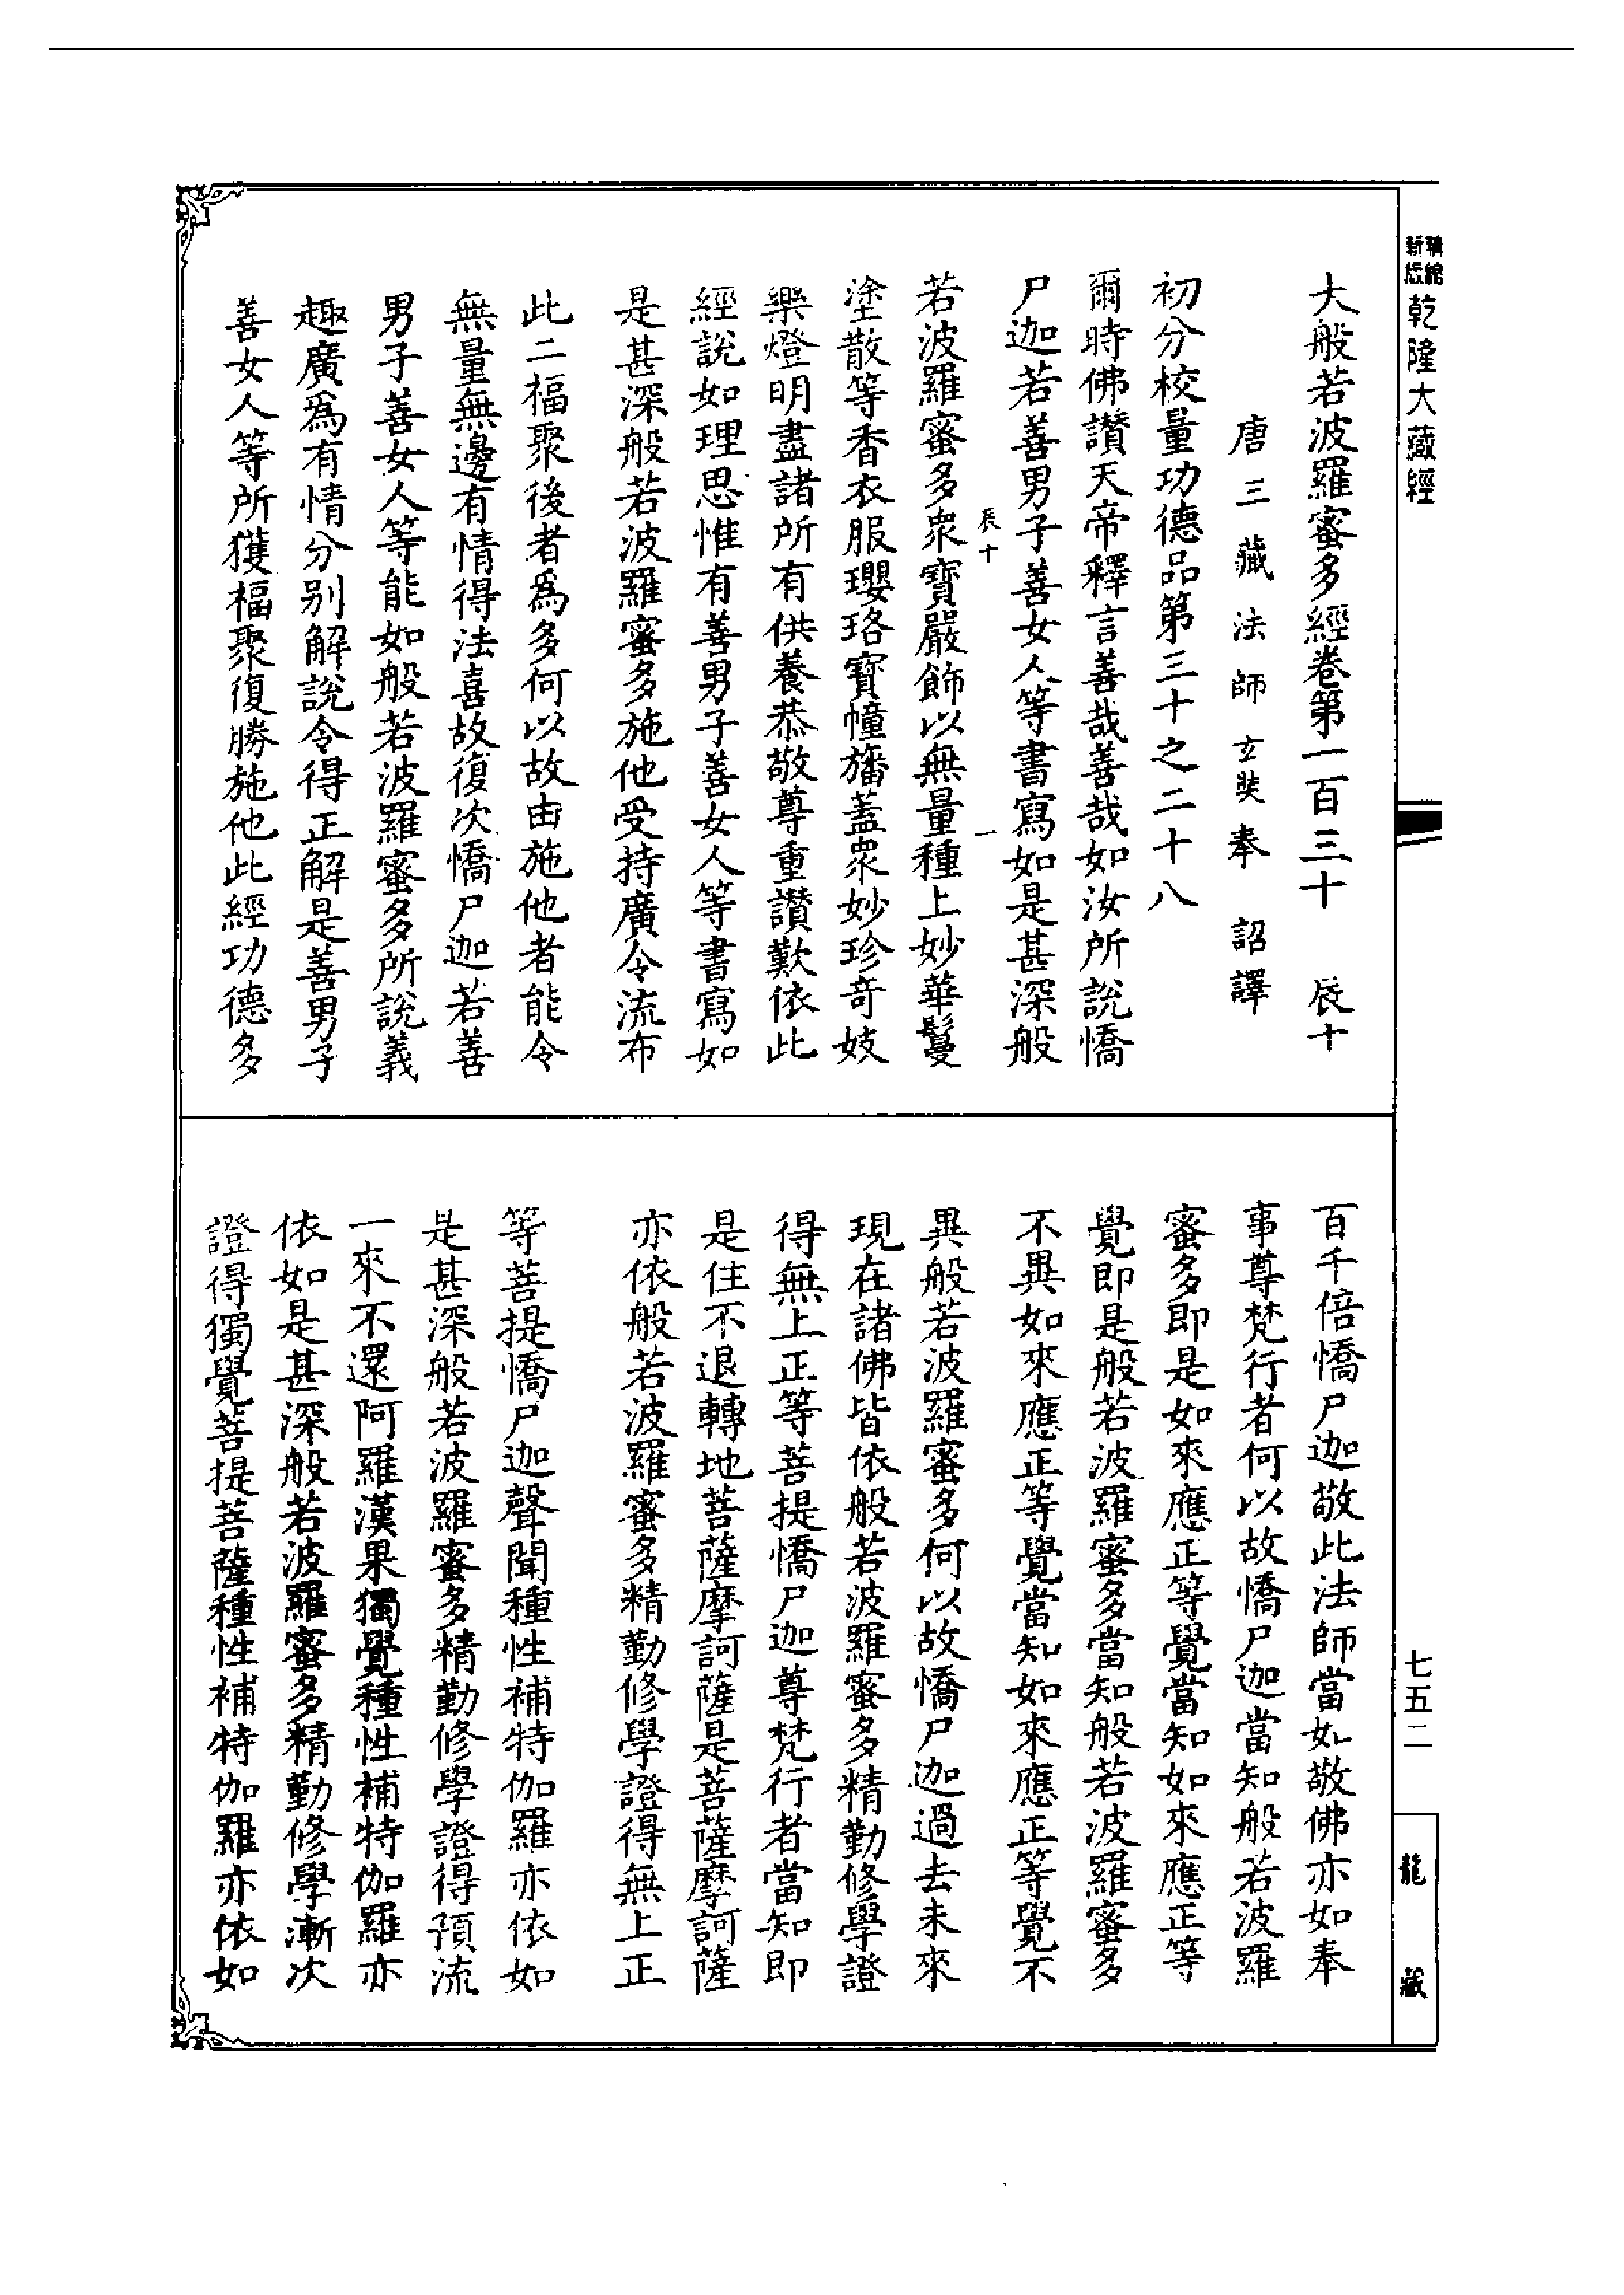 大般若波羅蜜多經卷第一百三十　辰十
唐三藏法師玄奘奉　詔譯
初分校量功德品第三十之二十八
爾時佛讚天帝釋言善哉善哉如汝所說憍
尸迦若善男子善女人等書寫如是甚深般
辰十　一
若波羅蜜多衆寶嚴飾以無量種上妙華鬘
塗散等香衣服瓔珞寶幢旛蓋眾妙珍奇妓
樂燈明盡諸所有供養恭敬尊重讚歎依此
經說如理思惟有善男子善女人等書寫如
是甚深般若波羅蜜多施他受持廣令流布
此二福聚後者爲多何以故由施他者能令
無量無邊有情得法喜故復次憍尸迦若善
男子善女人等能如般若波羅蜜多所說義
趣廣爲有情分別解說令得正解是善男子
善女人等所獲福聚復勝施他此經功德多
百千倍憍尸迦敬此法師當如敬佛亦如奉
事尊梵行者何以故憍尸迦當知般若波羅
蜜多即是如來應正等覺當知如來應正等
覺即是般若波羅蜜多當知般若波羅蜜多
不異如來應正等覺當知如來應正等覺不
異般若波羅蜜多何以故憍尸迦過去未來
現在諸佛皆依般若波羅蜜多精勤修學證
得無上正等菩提憍尸迦尊梵行者當知即
是住不退轉地菩薩摩訶薩是菩薩摩訶薩
亦依般若波羅蜜多精勤修學證得無上正
等菩提憍尸迦聲聞種性補特伽羅亦依如
是甚深般若波羅蜜多精勤修學證得預流
一來不還阿羅漢果獨覺種性補特伽羅亦
依如是甚深般若波羅蜜多精勤修學漸次
證得獨覺菩提菩薩種性補特伽羅亦依如
乾隆大藏經
七五二
龍藏